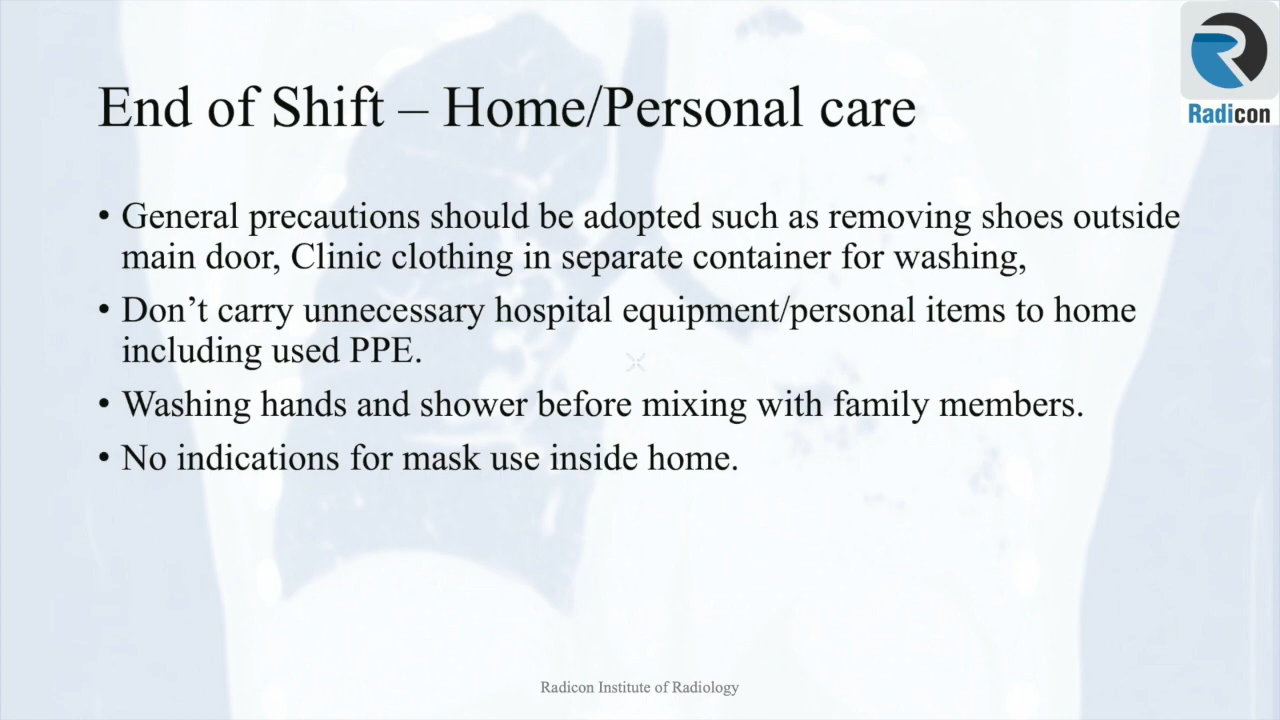 Radicon
End of Shift – Home/Personal care
• General precautions should be adopted such as removing shoes outside
main door, Clinic clothing in separate container for washing,
• Don’t carry unnecessary hospital equipment/personal items to home
including used PPE.
• Washing hands and shower before mixing with family members.
• No indications for mask use inside home.
Radicon Institute of Radiology